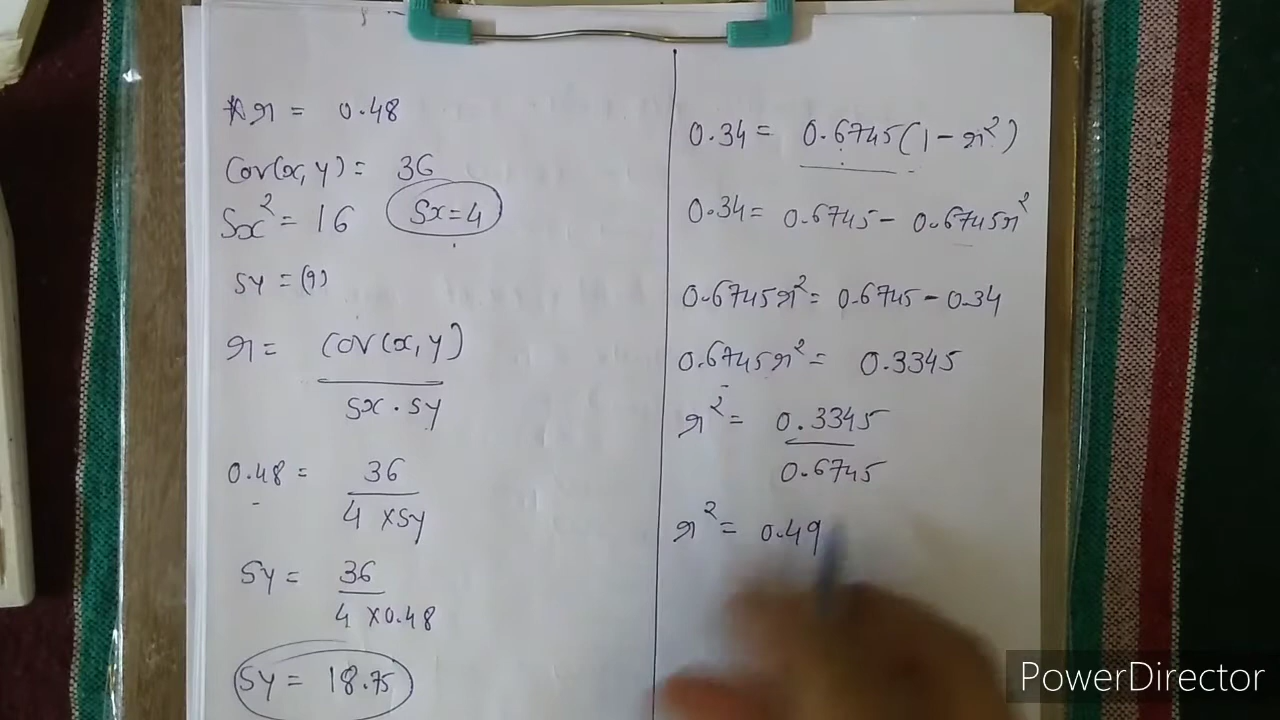 r = 0.48
Cov(x, y) = 36
Sx² = 16 Sx = 4
Sy = (?)
r = Cov(x, y)
Sx . Sy
0.48 = 36
4 × Sy
Sy = 36
4 × 0.48
Sy = 18.75
0.34 = 0.6745 (1 - r²)
0.34 = 0.6745 - 0.6745r²
0.6745r² = 0.6745 - 0.34
0.6745r² = 0.3345
r² = 0.3345
0.6745
r² = 0.49
PowerDirector